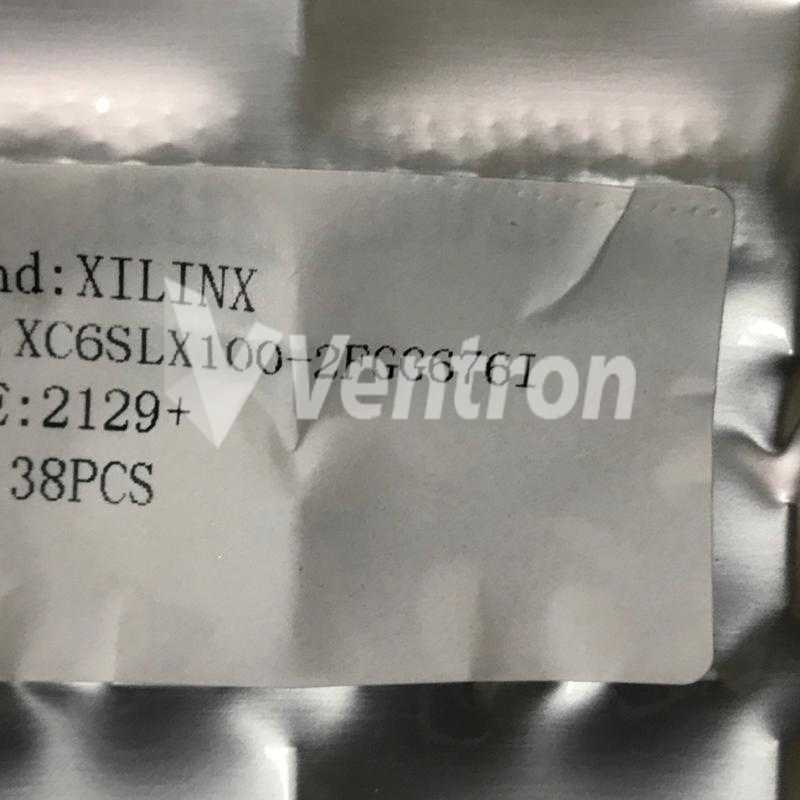 nd:XILINX
XC6SLX100-2FGG676I
E:2129+
38PCS
Ventron